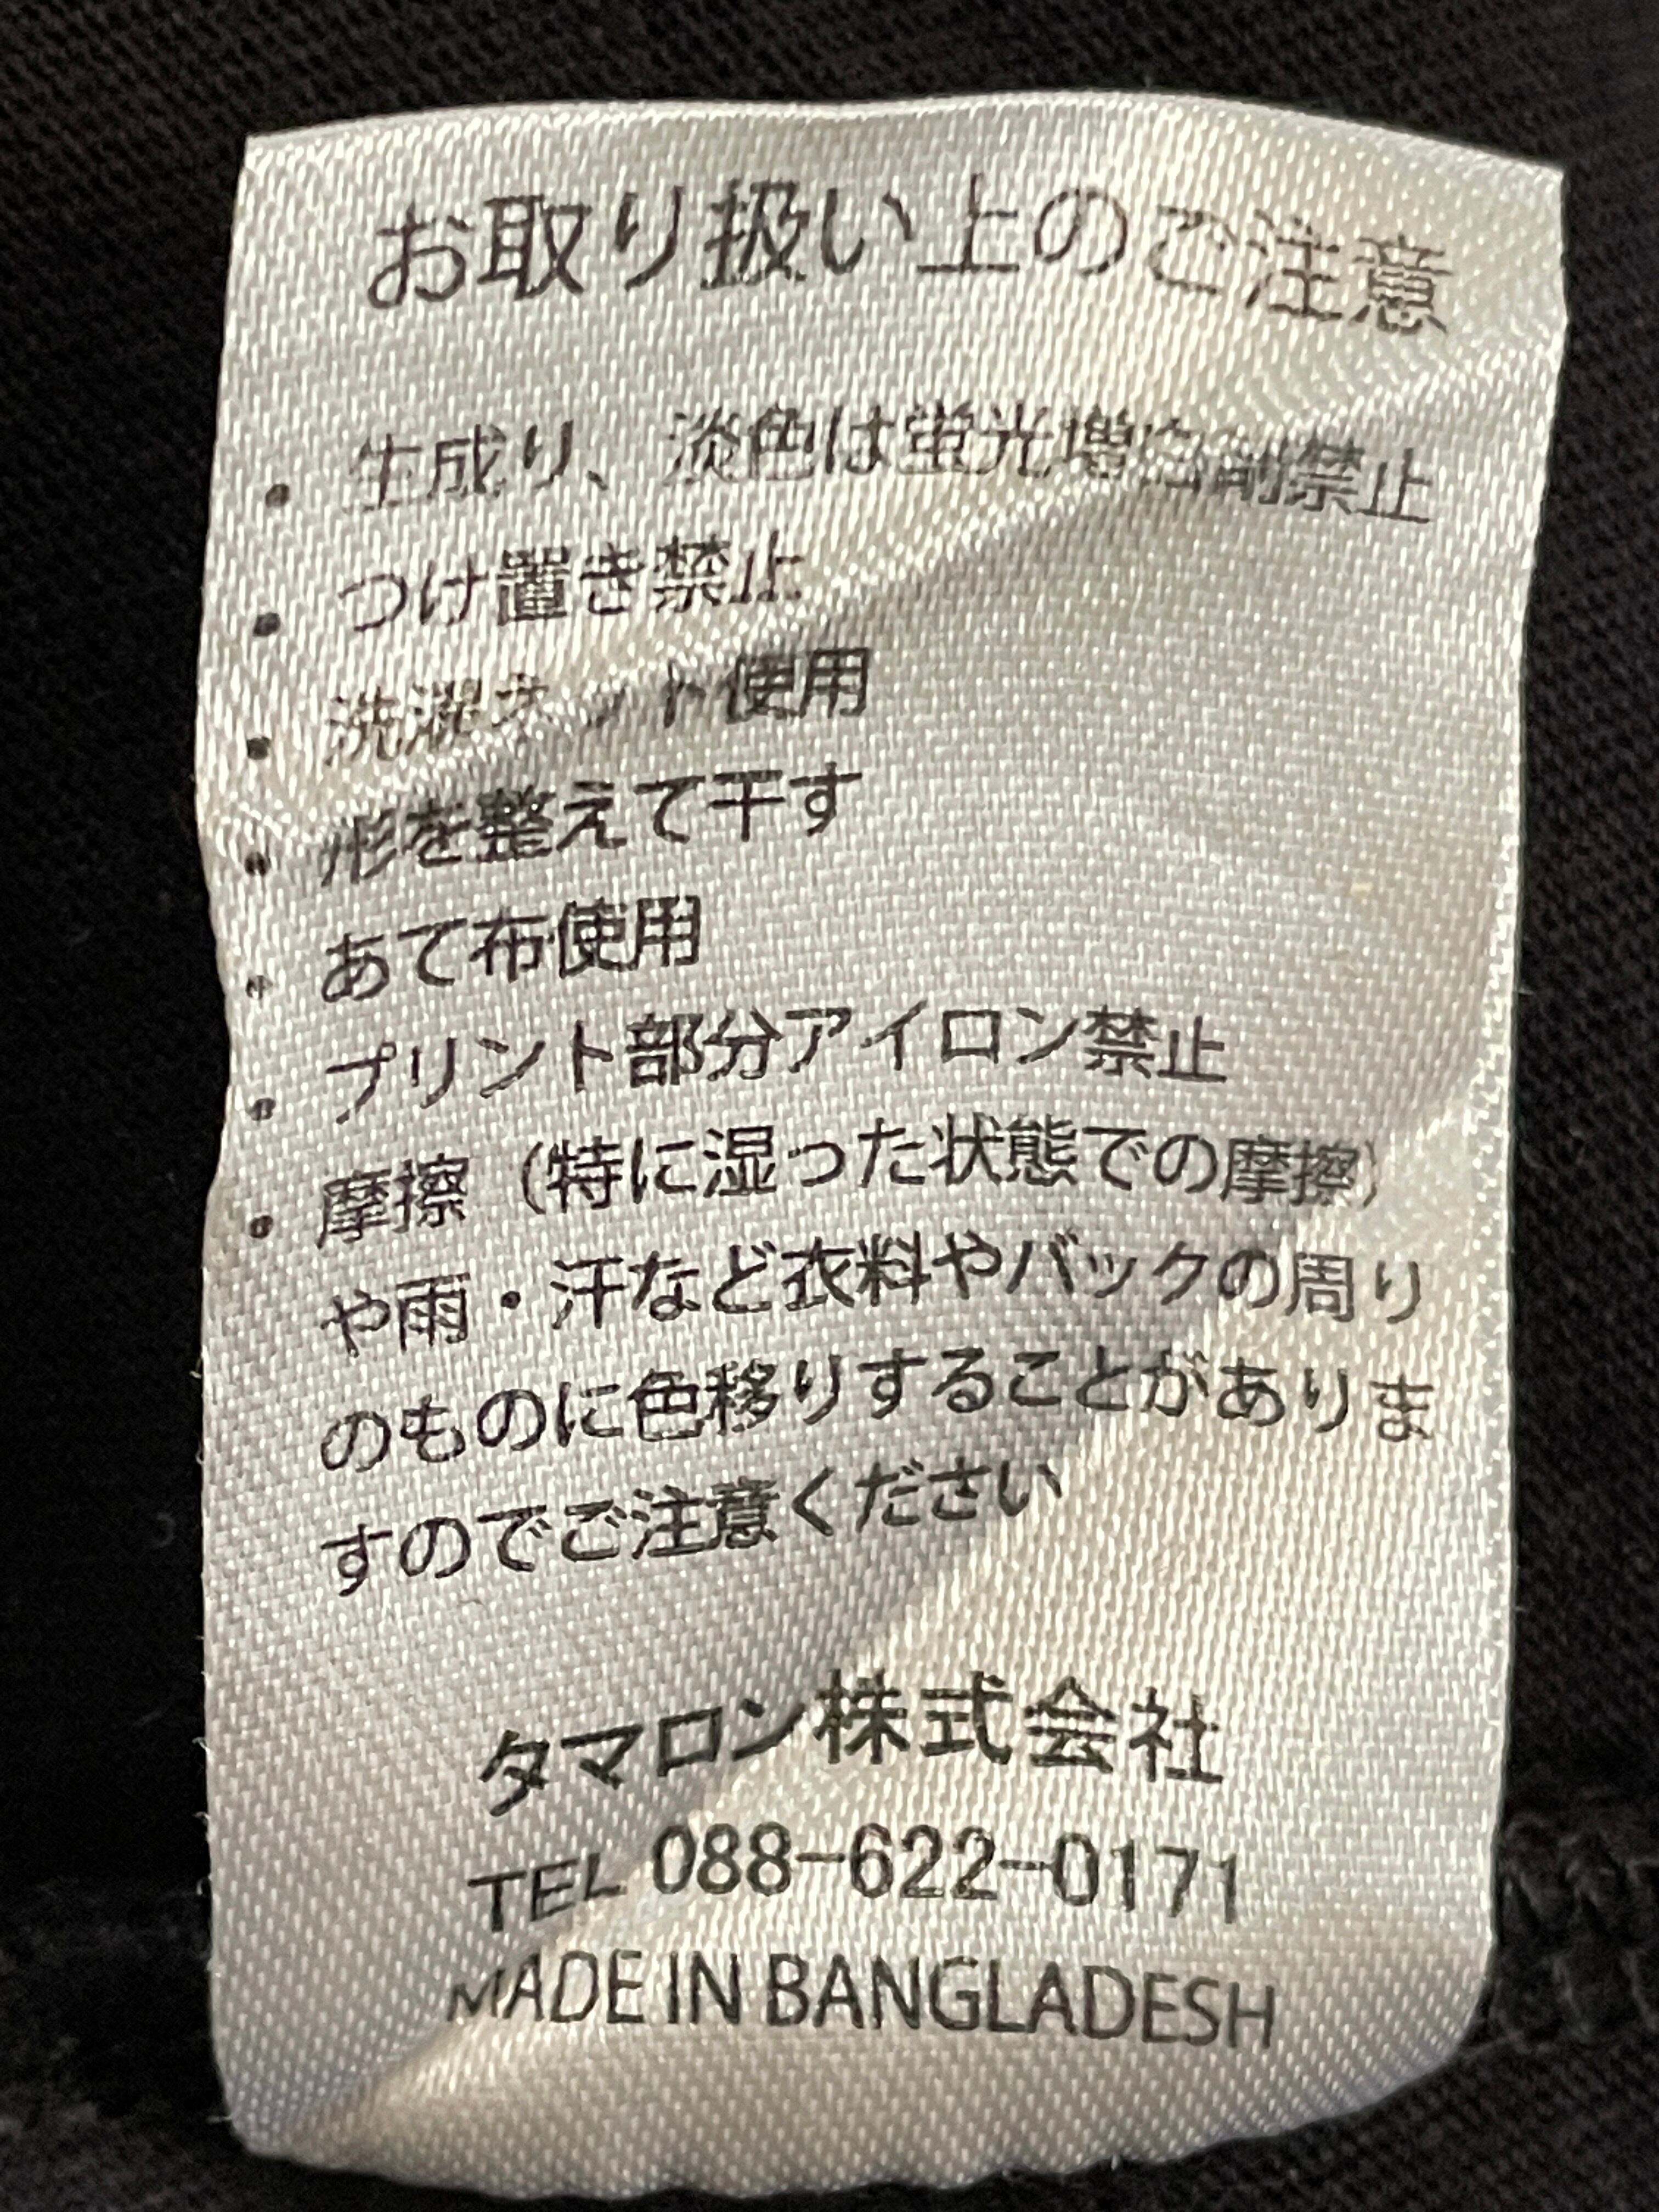 お取り扱い上のご注意
・ 生成り、淡色は蛍光増白剤禁止
・ つけ置き禁止
・ 洗濯ネット使用
・ 形を整えて干す
・ あて布使用
・ プリント部分アイロン禁止
・ 摩擦（特に湿った状態での摩擦）
や雨・汗など衣料やバックの周り
のものに色移りすることがありま
すのでご注意ください
タマロン株式会社
TEL 088-622-0171
MADE IN BANGLADESH